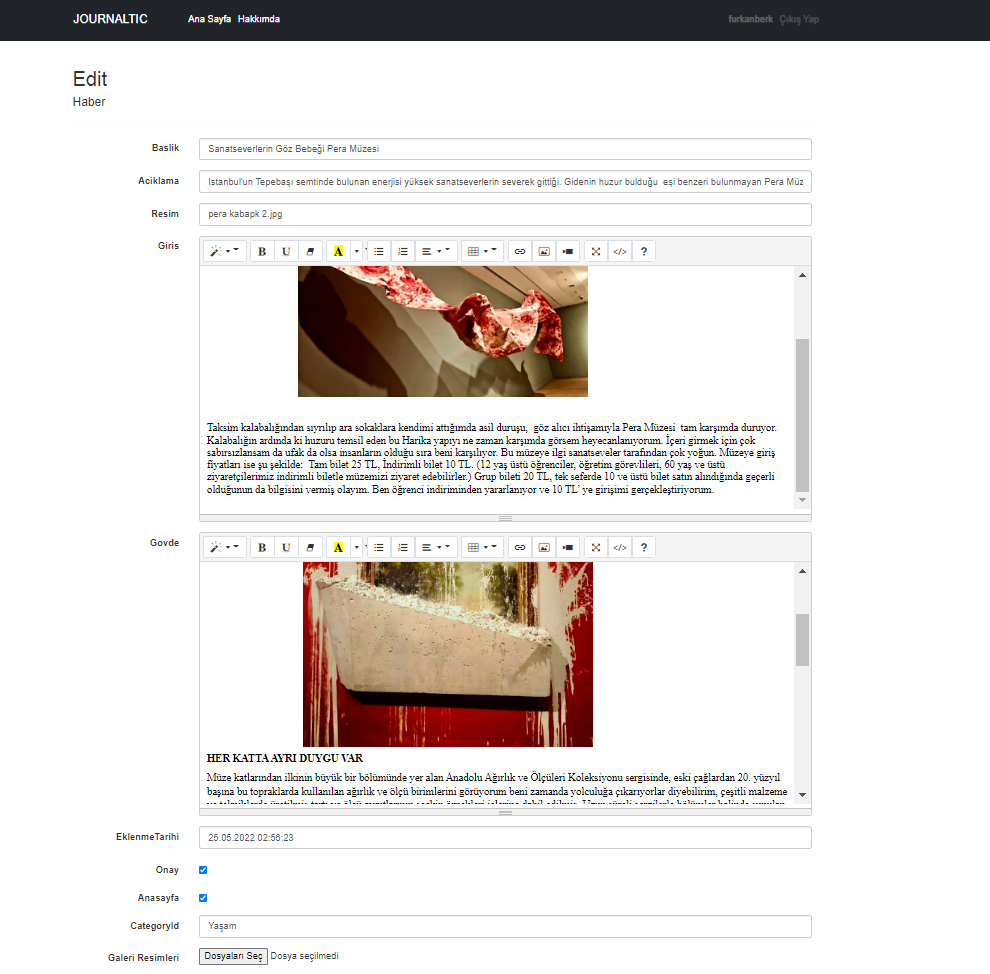 JOURNALTIC Ana Sayfa Hakkımda furkanberk Çıkış Yap
Edit
Haber
Baslik Sanatseverlerin Göz Bebeği Pera Müzesi
Aciklama Istanbul'un Tepebaşı semtinde bulunan enerjisi yüksek sanatseverlerin severek gittiği. Gidenin huzur bulduğu eşi benzeri bulunmayan Pera Müz
Resim pera kabapk 2.jpg
Giris
B U A </> ?
Taksim kalabalığından sıyrılıp ara sokaklara kendimi attığımda asil duruşu, göz alıcı ihtişamıyla Pera Müzesi tam karşımda duruyor.
Kalabalığın ardında ki huzuru temsil eden bu Harika yapıyı ne zaman karşımda görsem heyecanlanıyorum. İçeri girmek için çok
sabırsızlansam da ufak da olsa insanların olduğu sıra beni karşılıyor. Bu müzeye ilgi sanatseveler tarafından çok yoğun. Müzeye giriş
fiyatları ise şu şekilde: Tam bilet 25 TL, İndirimli bilet 10 TL. (12 yaş üstü öğrenciler, öğretim görevlileri, 60 yaş ve üstü
ziyaretçilerimiz indirimli biletle müzemizi ziyaret edebilirler.) Grup bileti 20 TL, tek seferde 10 ve üstü bilet satın alındığında geçerli
olduğunun da bilgisini vermiş olayım. Ben öğrenci indiriminden yararlanıyor ve 10 TL' ye girişimi gerçekleştiriyorum.
Govde
B U A </> ?
HER KATTA AYRI DUYGU VAR
Müze katlarından ilkinin büyük bir bölümünde yer alan Anadolu Ağırlık ve Ölçüleri Koleksiyonu sergisinde, eski çağlardan 20. yüzyıl
başına bu topraklarda kullanılan ağırlık ve ölçü birimlerini görüyorum beni zamanda yolculuğa çıkarıyorlar diyebilirim, çeşitli malzeme
EklenmeTarihi 25.05.2022 02:56:23
Onay
Anasayfa
CategoryId Yaşam
Galeri Resimleri Dosyaları Seç Dosya seçilmedi